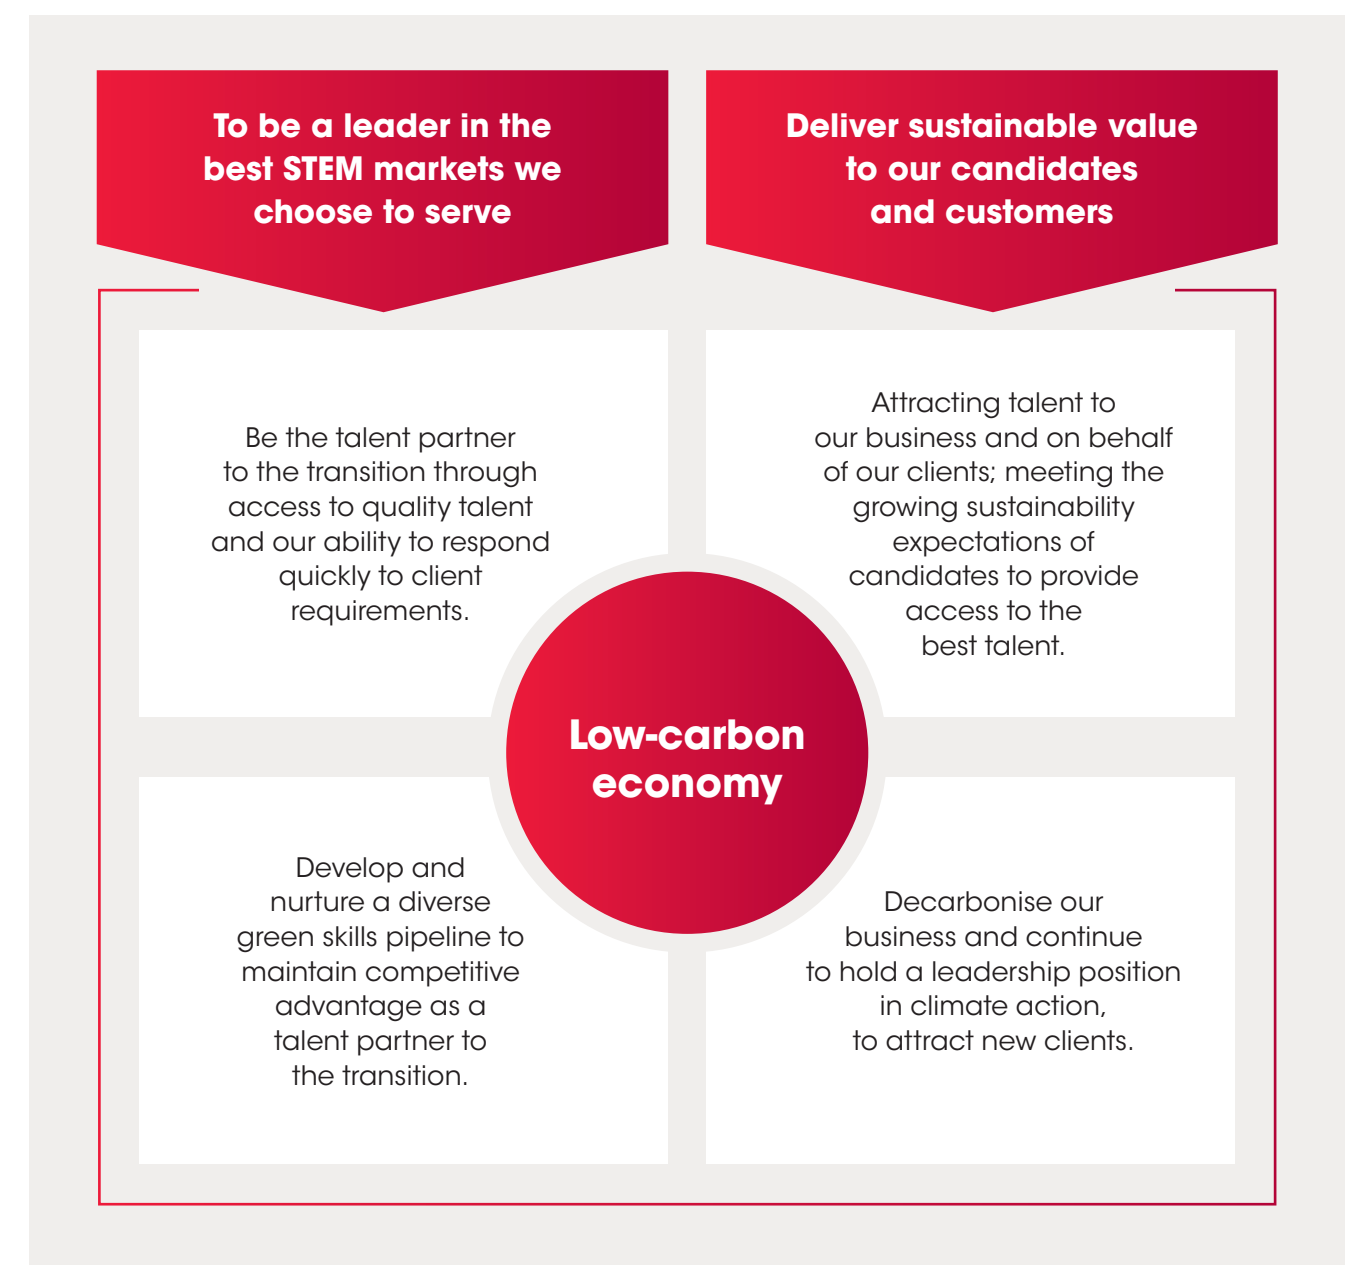 To be a leader in the
best STEM markets we
choose to serve
Deliver sustainable value
to our candidates
and customers
Be the talent partner
to the transition through
access to quality talent
and our ability to respond
quickly to client
requirements.
Attracting talent to
our business and on behalf
of our clients; meeting the
growing sustainability
expectations of
candidates to provide
access to the
best talent.
Low-carbon
economy
Develop and
nurture a diverse
green skills pipeline to
maintain competitive
advantage as a
talent partner to
the transition.
Decarbonise our
business and continue
to hold a leadership position
in climate action,
to attract new clients.